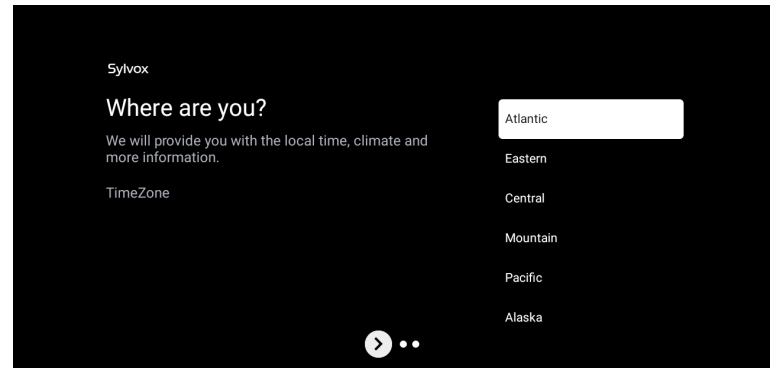 Sylvox
Where are you?
We will provide you with the local time, climate and
more information.
TimeZone
Atlantic
Eastern
Central
Mountain
Pacific
Alaska